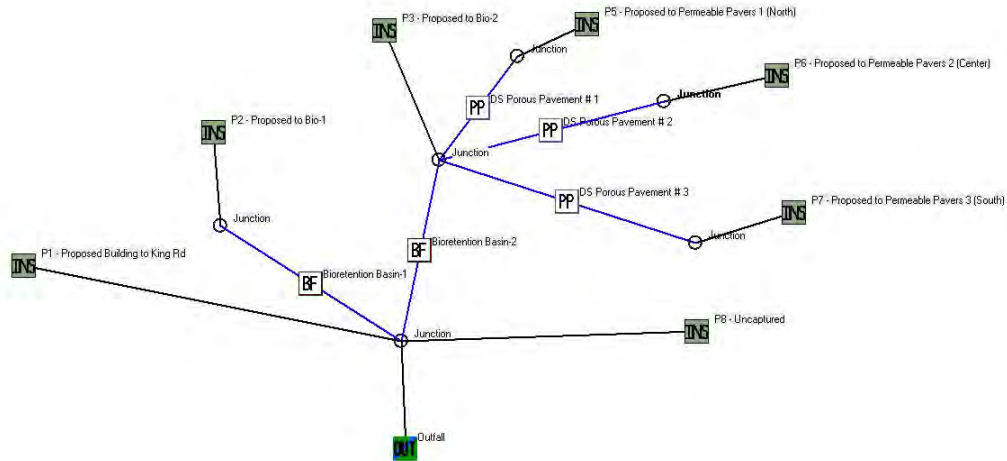 P3 - Proposed to Bio-2
INS
P5 - Proposed to Permeable Pavers 1 (North)
INS
Junction
P6 - Proposed to Permeable Pavers 2 (Center)
INS
Junction
PP
DS Porous Pavement # 1
PP
DS Porous Pavement # 2
P2 - Proposed to Bio-1
INS
Junction
PP
DS Porous Pavement # 3
P7 - Proposed to Permeable Pavers 3 (South)
INS
Junction
Junction
P1 - Proposed Building to King Rd
INS
BF
Bioretention Basin-2
BF
Bioretention Basin-1
Junction
P8 - Uncaptured
INS
OUT
Outfall